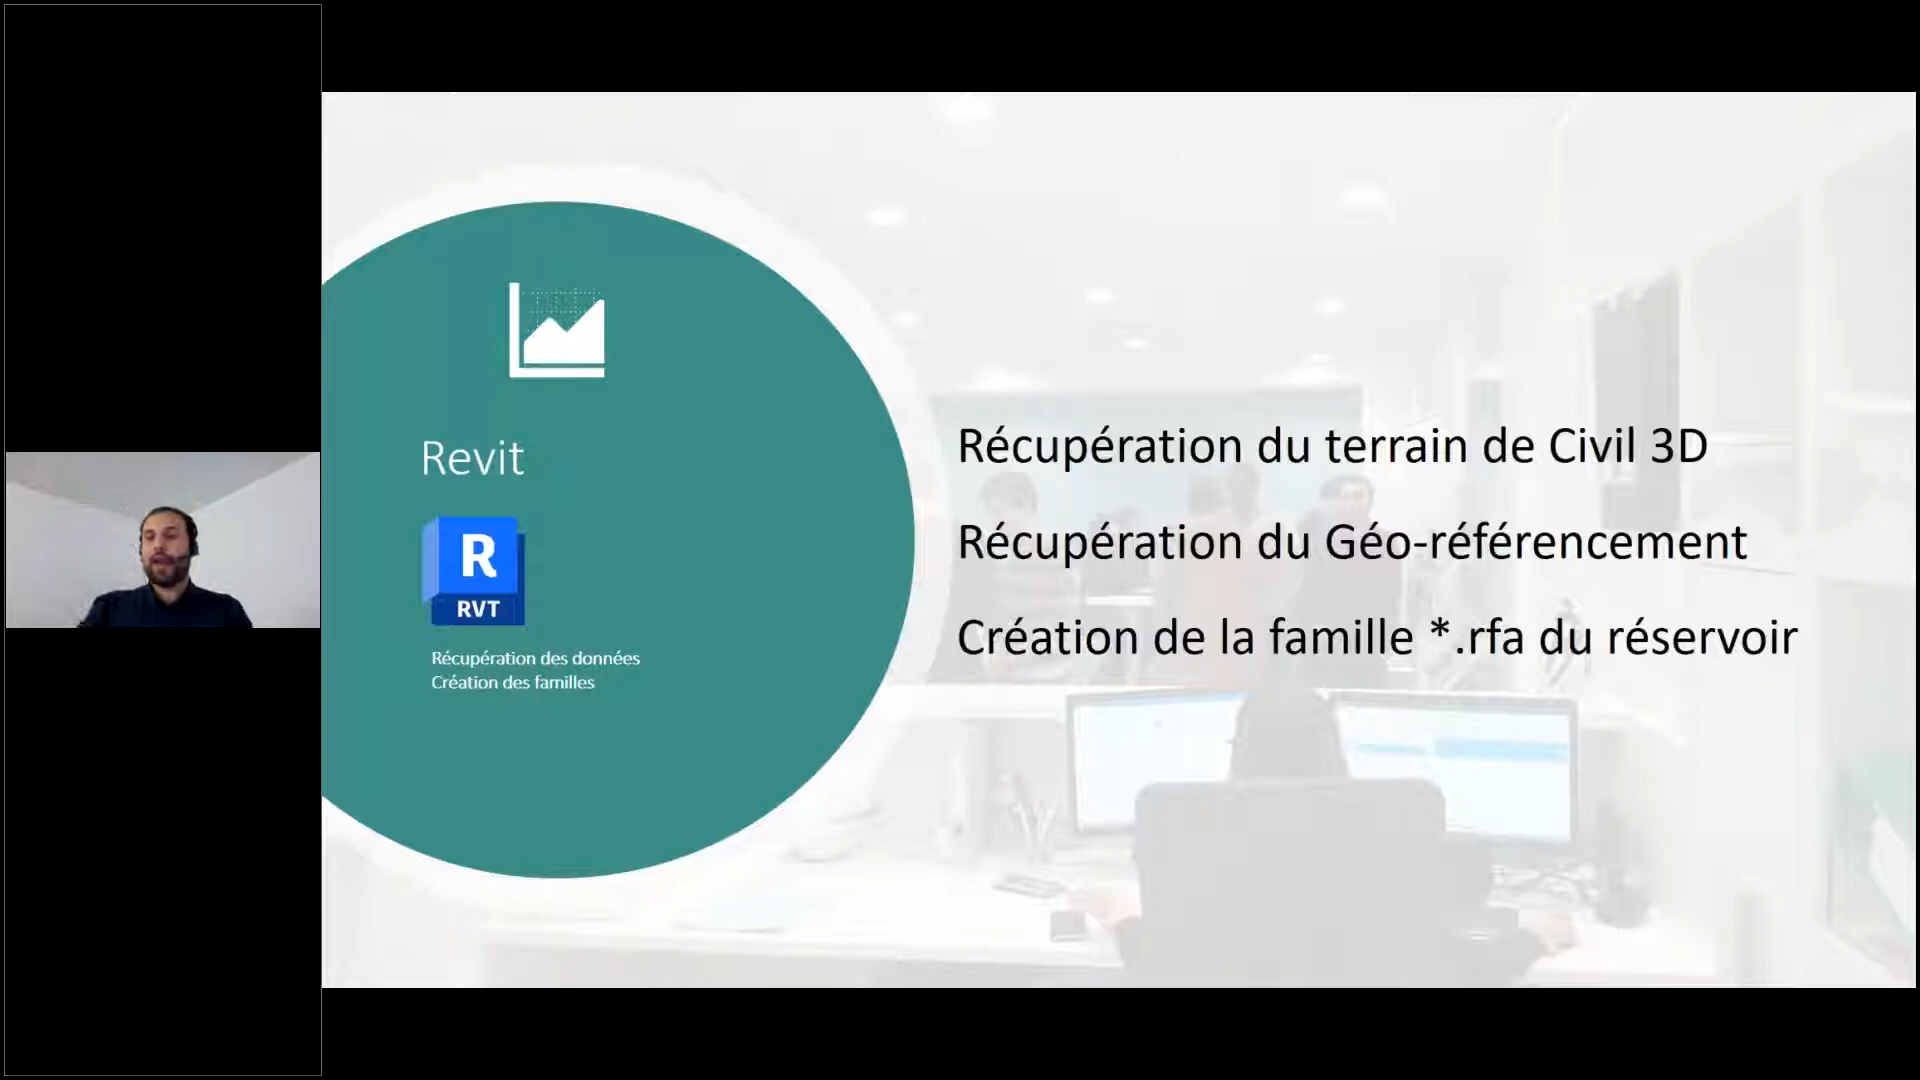 Revit
R
RVT
Récupération des données
Création des familles
Récupération du terrain de Civil 3D
Récupération du Géo-référencement
Création de la famille *.rfa du réservoir